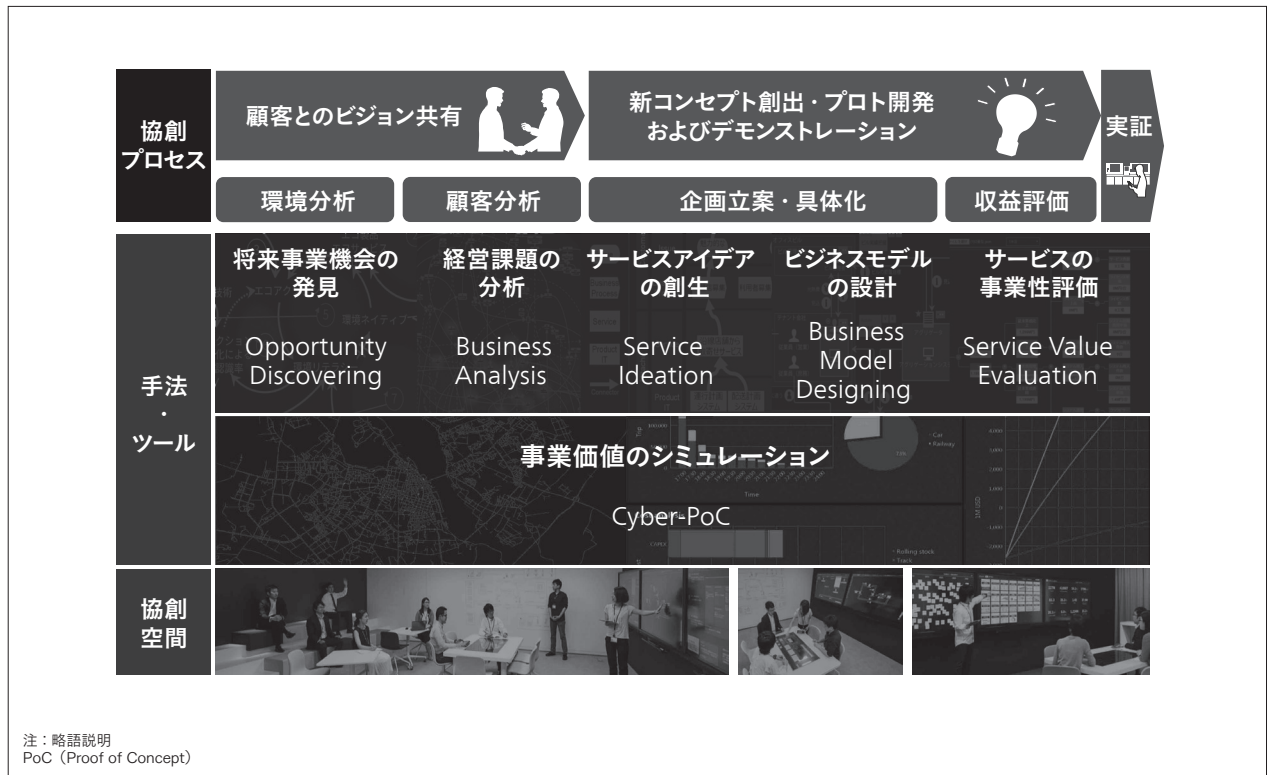 協創
プロセス
顧客とのビジョン共有
新コンセプト創出・プロト開発
およびデモンストレーション
実証
環境分析
顧客分析
企画立案・具体化
収益評価
手法
・
ツール
将来事業機会の
発見
Opportunity
Discovering
経営課題の
分析
Business
Analysis
サービスアイデア
の創生
Service
Ideation
ビジネスモデル
の設計
Business
Model
Designing
サービスの
事業性評価
Service Value
Evaluation
事業価値のシミュレーション
Cyber-PoC
Time
協創
空間
注：略語説明
PoC（Proof of Concept）